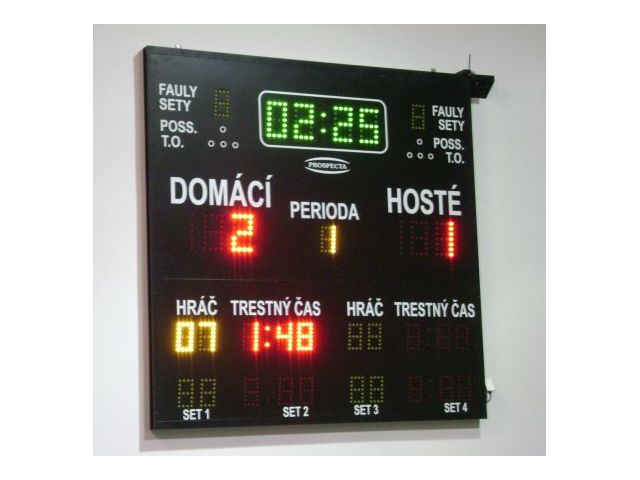 FAULY
SETY
02:25
FAULY
SETY
POSS.
T.O.
POSS.
T.O.
PROSPECTA
DOMÁCÍ
PERIODA
HOSTÉ
2
1
1
HRÁČ TRESTNÝ ČAS HRÁČ TRESTNÝ ČAS
07 1:48
SET 1 SET 2 SET 3 SET 4